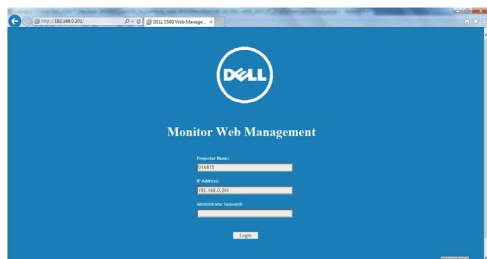 http://192.168.0.201/
DELL S560 Web Manage...
DELL
Monitor Web Management
Projector Name:
IP Address:
192.168.0.201
Administrator Password:
Login